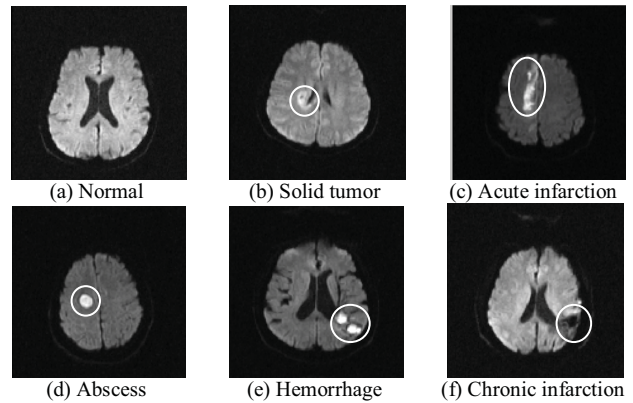 (a) Normal
(b) Solid tumor
(c) Acute infarction
(d) Abscess
(e) Hemorrhage
(f) Chronic infarction